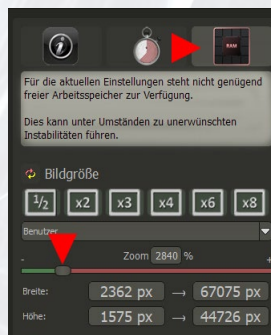 RAM
Für die aktuellen Einstellungen steht nicht genügend
freier Arbeitsspeicher zur Verfügung.
Dies kann unter Umständen zu unerwünschten
Instabilitäten führen.
Bildgröße
1/2 x2 x3 x4 x6 x8
Benutzer
- Zoom 2840 % +
Breite: 2362 px → 67075 px
Höhe: 1575 px → 44726 px